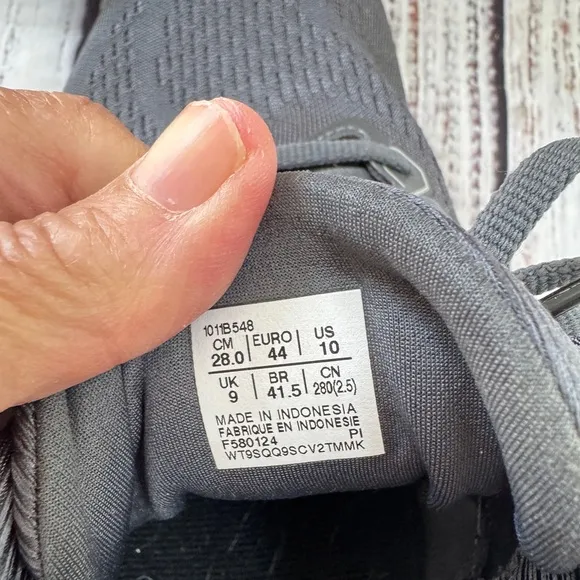 1011B548
CM EURO US
28.0 44 10
UK BR CN
9 41.5 280(2.5)
MADE IN INDONESIA
FABRIQUE EN INDONESIE
F580124 PI
WT9SQQ9SCV2TMMK